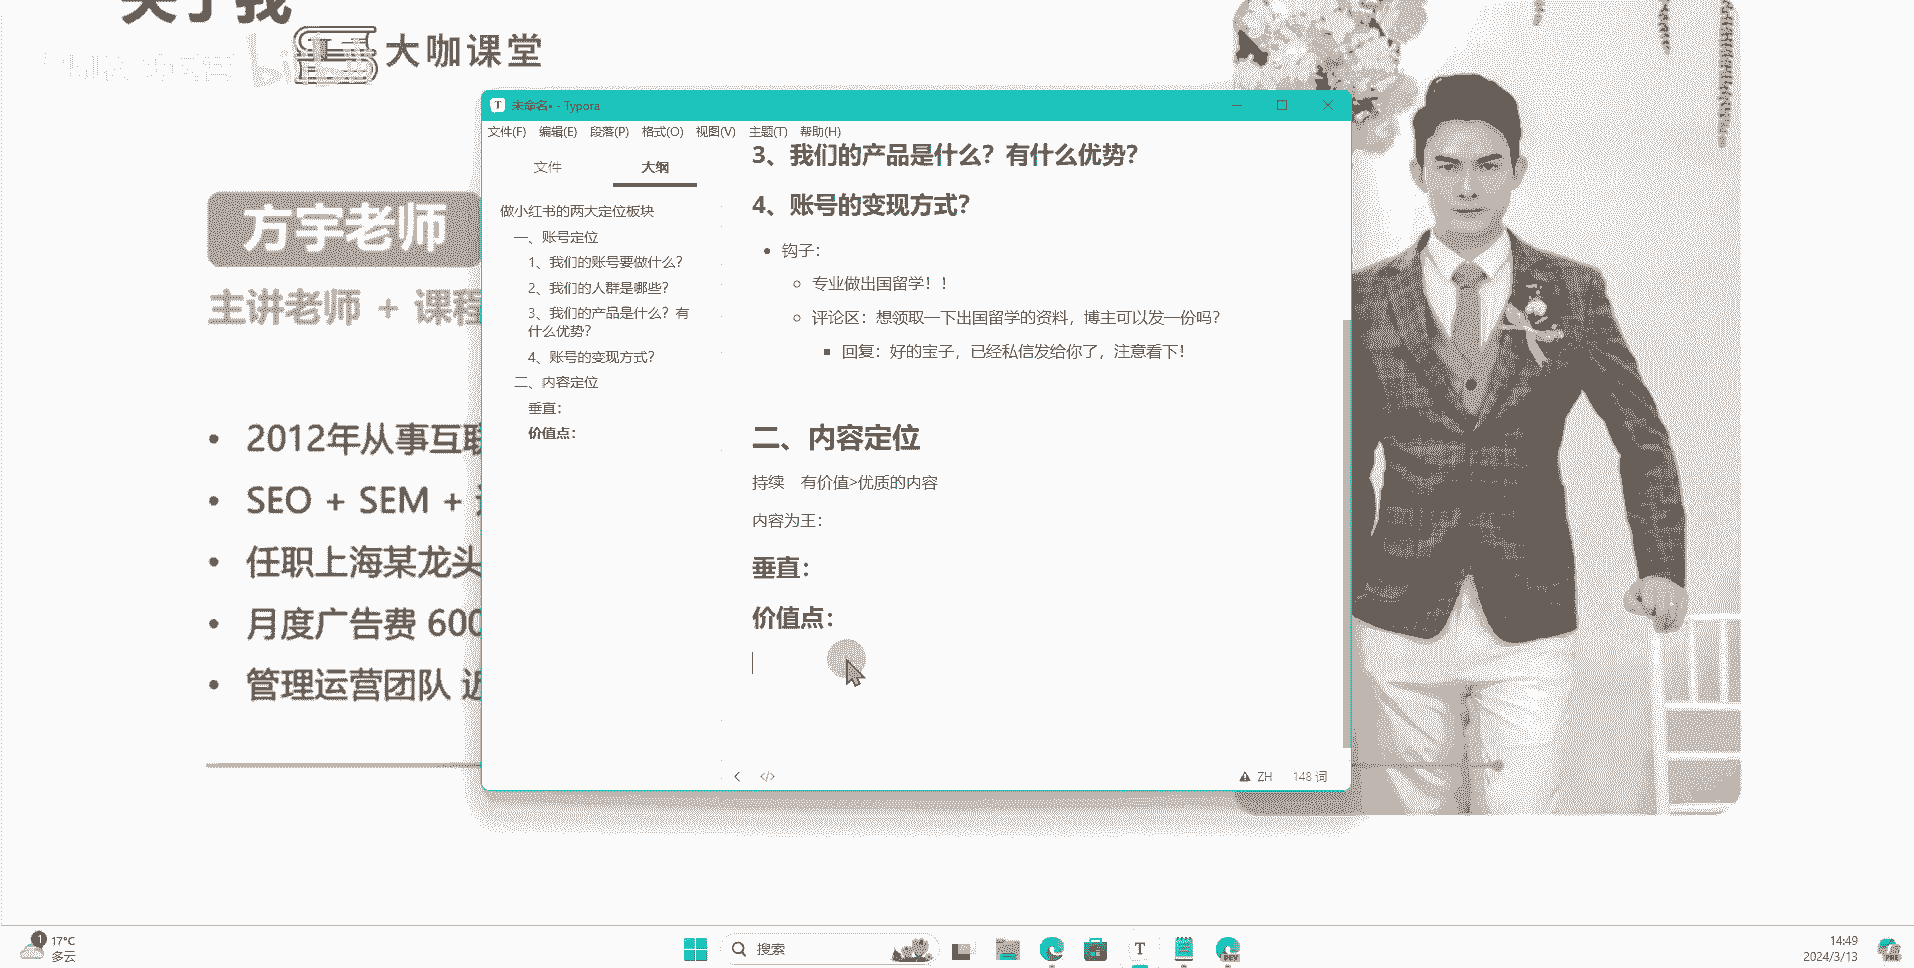 关于我
大咖课堂
方宇老师
主讲老师 + 课程
2012年从事互联
SEO + SEM +
任职上海某龙头
月度广告费 600
管理运营团队 近
未命名• - Typora
文件(F) 编辑(E) 段落(P) 格式(O) 视图(V) 主题(T) 帮助(H)
文件 大纲
做小红书的两大定位板块
一、账号定位
1、我们的账号要做什么？
2、我们的人群是哪些？
3、我们的产品是什么？有
什么优势？
4、账号的变现方式？
二、内容定位
垂直：
价值点：
3、我们的产品是什么？有什么优势？
4、账号的变现方式？
钩子：
专业做出国留学！！
评论区：想领取一下出国留学的资料，博主可以发一份吗？
回复：好的宝子，已经私信发给你了，注意看下！
二、内容定位
持续 有价值>优质的内容
内容为王：
垂直：
价值点：
ZH 148 词
1
17°C
多云
搜索
14:49
2024/3/13